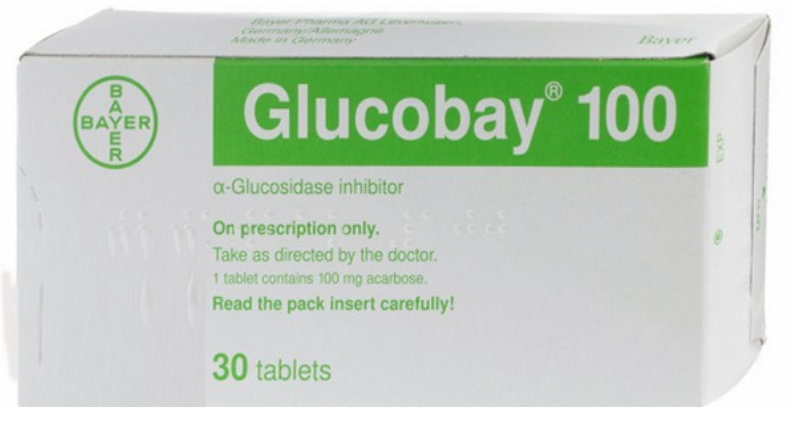 Bayer Pharma AG Leverkusen,
Germany/Allemagne
Made in Germany
Bayer
BAYER
BAYER
Glucobay® 100
α-Glucosidase inhibitor
On prescription only.
Take as directed by the doctor.
1 tablet contains 100 mg acarbose.
Read the pack insert carefully!
30 tablets
EXP
MFD